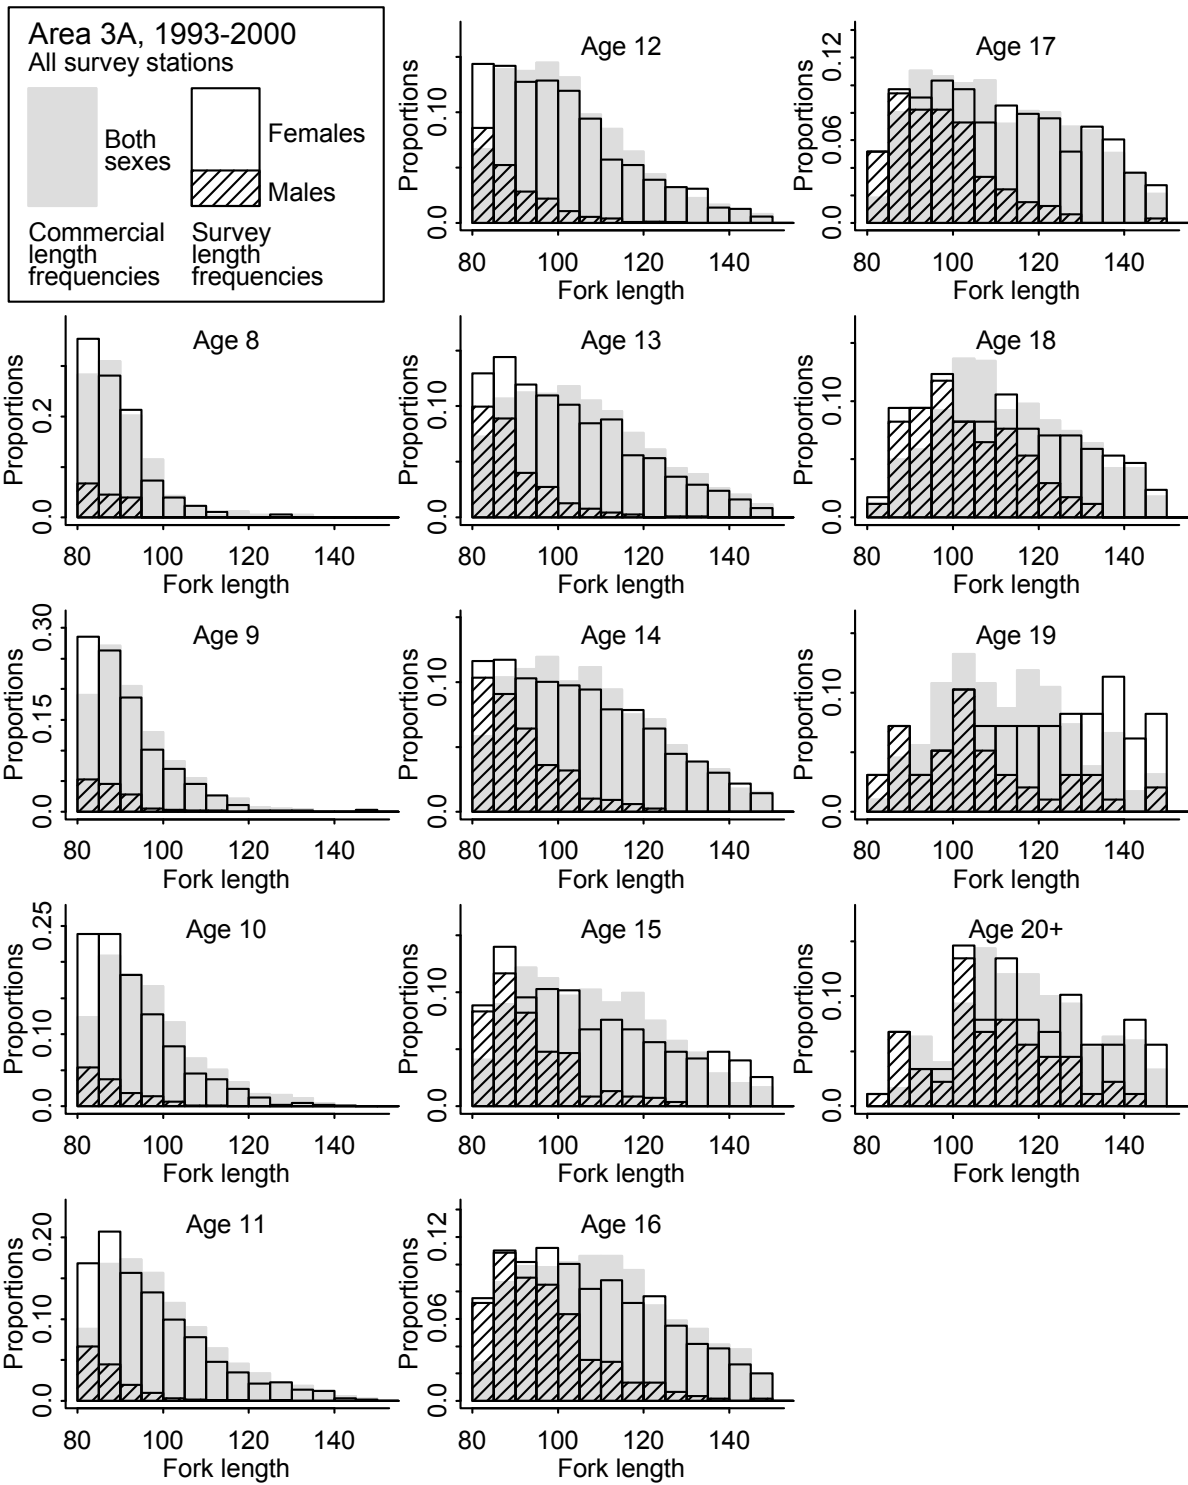 Area 3A, 1993-2000
All survey stations
Both
sexes
Females
Males
Commercial
length
frequencies
Survey
length
frequencies
Age 12
Proportions
0.0 0.10
80 100 120 140
Fork length
Age 17
Proportions
0.0 0.06 0.12
80 100 120 140
Fork length
Age 8
Proportions
0.0 0.2
80 100 120 140
Fork length
Age 13
Proportions
0.0 0.10
80 100 120 140
Fork length
Age 18
Proportions
0.0 0.10
80 100 120 140
Fork length
Age 9
Proportions
0.0 0.15 0.30
80 100 120 140
Fork length
Age 14
Proportions
0.0 0.10
80 100 120 140
Fork length
Age 19
Proportions
0.0 0.10
80 100 120 140
Fork length
Age 10
Proportions
0.0 0.10 0.25
80 100 120 140
Fork length
Age 15
Proportions
0.0 0.10
80 100 120 140
Fork length
Age 20+
Proportions
0.0 0.10
80 100 120 140
Fork length
Age 11
Proportions
0.0 0.10 0.20
80 100 120 140
Fork length
Age 16
Proportions
0.0 0.06 0.12
80 100 120 140
Fork length